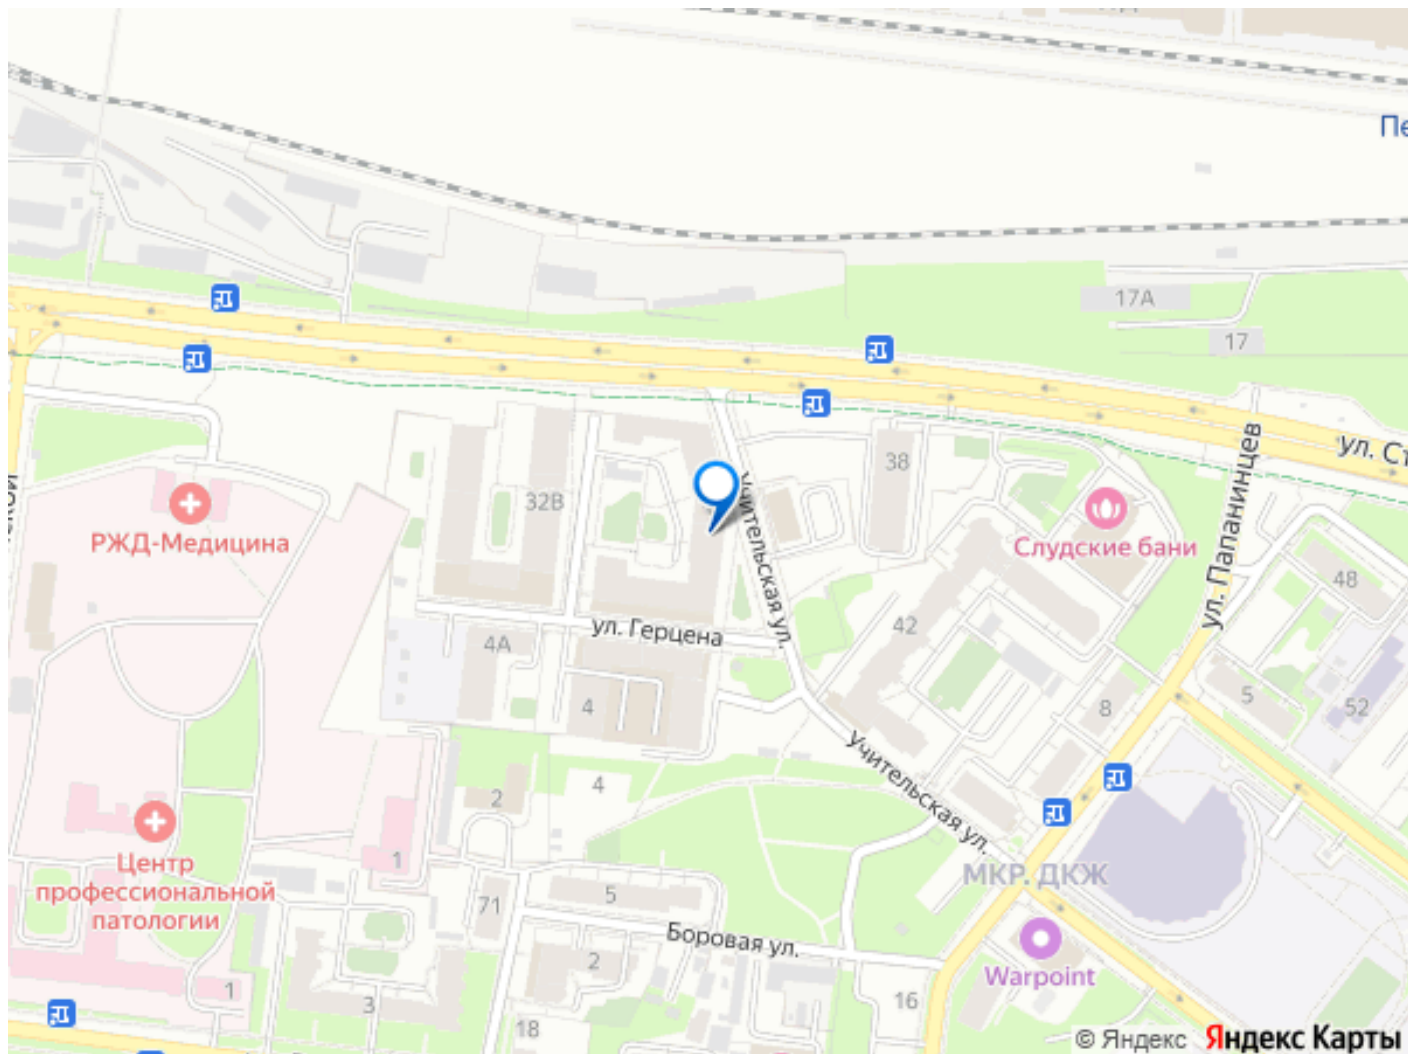 Пе
17А
17
ул. Ст
ской
32В
38
Учительская ул.
Слудские бани
ул. Папанинцев
РЖД-Медицина
48
ул. Герцена
42
4А
4
8
5
52
Учительская ул.
2
4
Центр
профессиональной
патологии
1
71
5
МКР. ДКЖ
Боровая ул.
Warpoint
2
1
3
18
16
© Яндекс Яндекс Карты